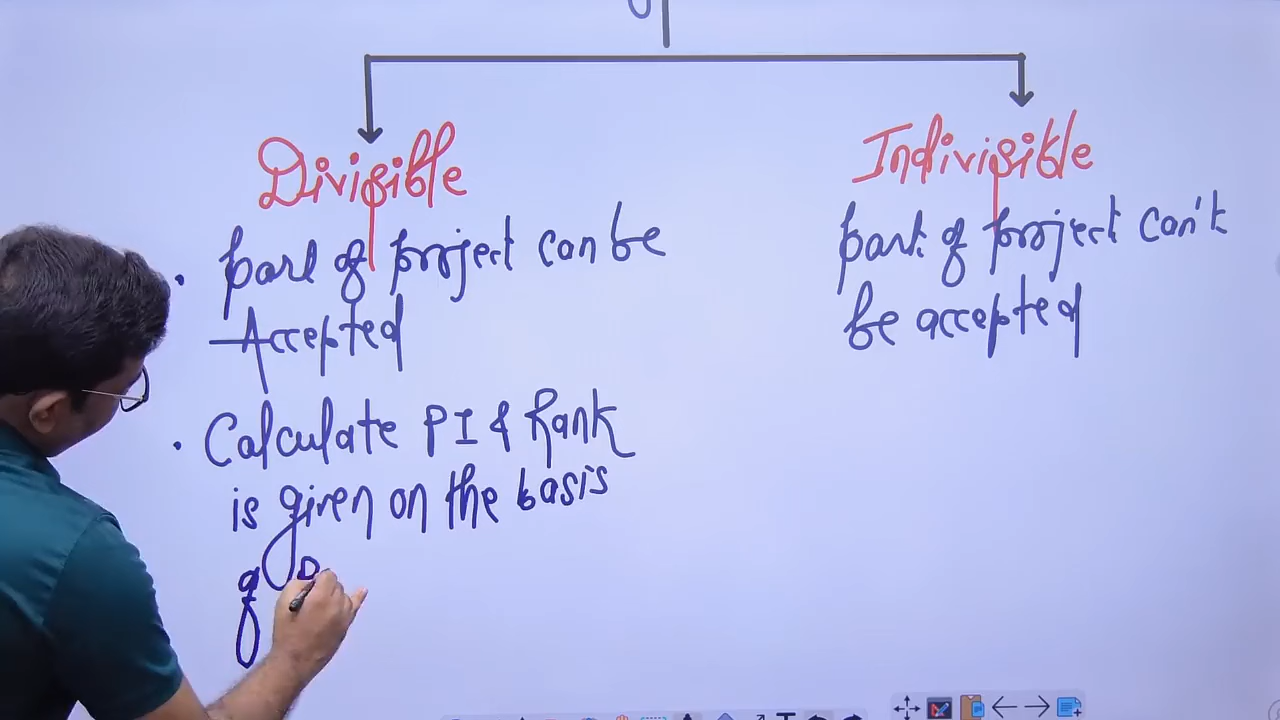 Divisible
Indivisible
· part of project can be
Accepted
part of project can't
be accepted
· Calculate PI & Rank
is given on the basis
of P